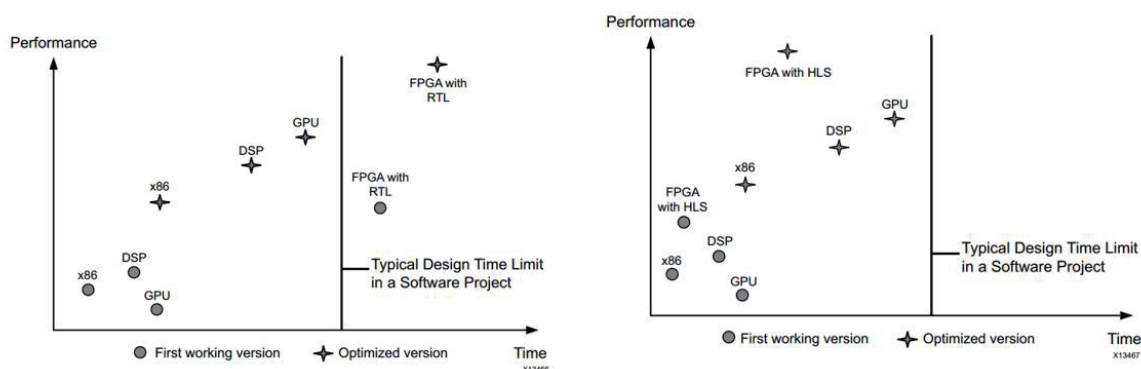 Performance
FPGA with
RTL
GPU
DSP
x86
FPGA with
RTL
DSP
x86
GPU
Typical Design Time Limit
in a Software Project
First working version
Optimized version
Time
X13466
Performance
FPGA with HLS
GPU
DSP
x86
FPGA
with HLS
DSP
x86
GPU
Typical Design Time Limit
in a Software Project
First working version
Optimized version
Time
X13467